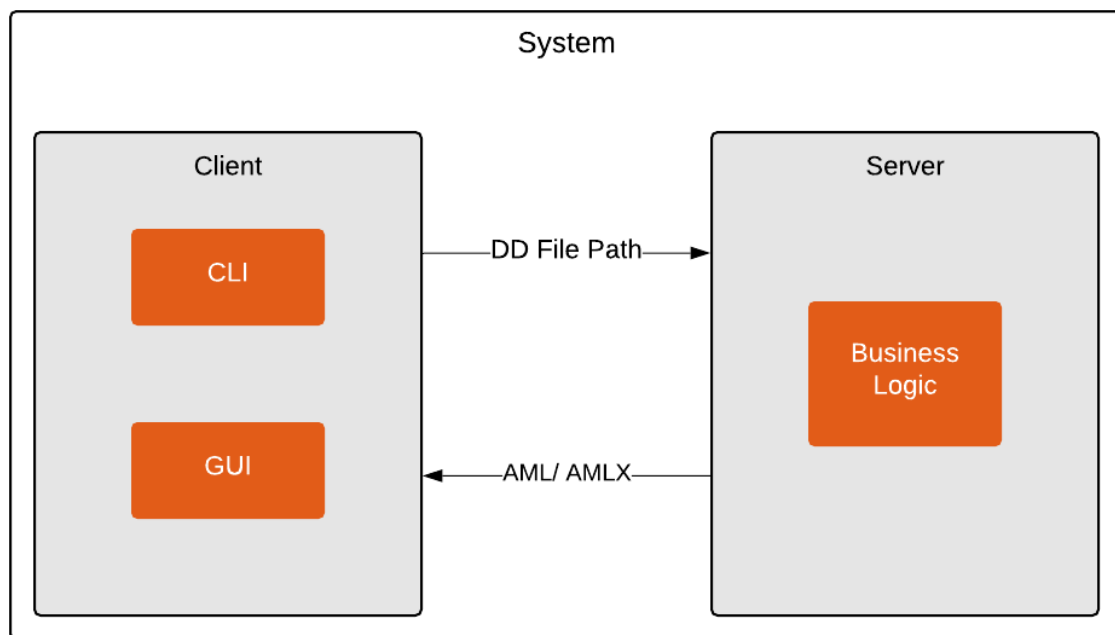 System
Client
Server
CLI
DD File Path
Business
Logic
GUI
AML/ AMLX